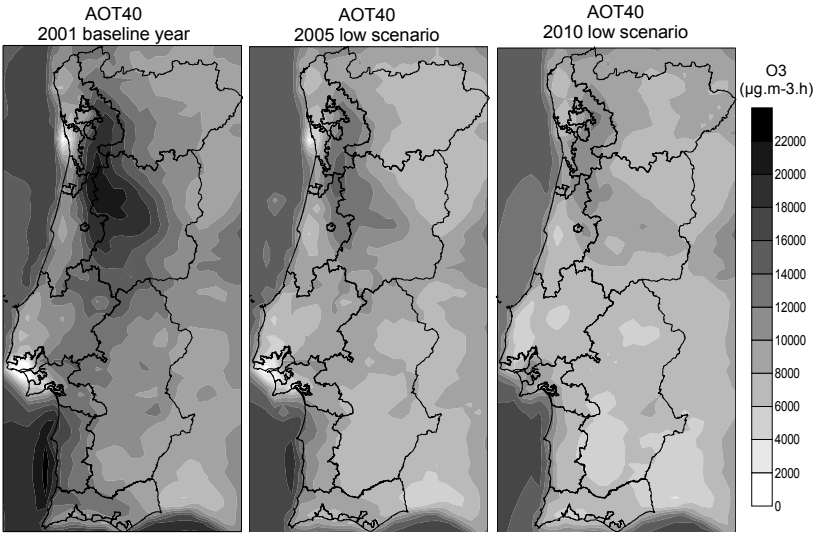 AOT40
2001 baseline year
AOT40
2005 low scenario
AOT40
2010 low scenario
O3
(µg.m-3.h)
22000
20000
18000
16000
14000
12000
10000
8000
6000
4000
2000
0